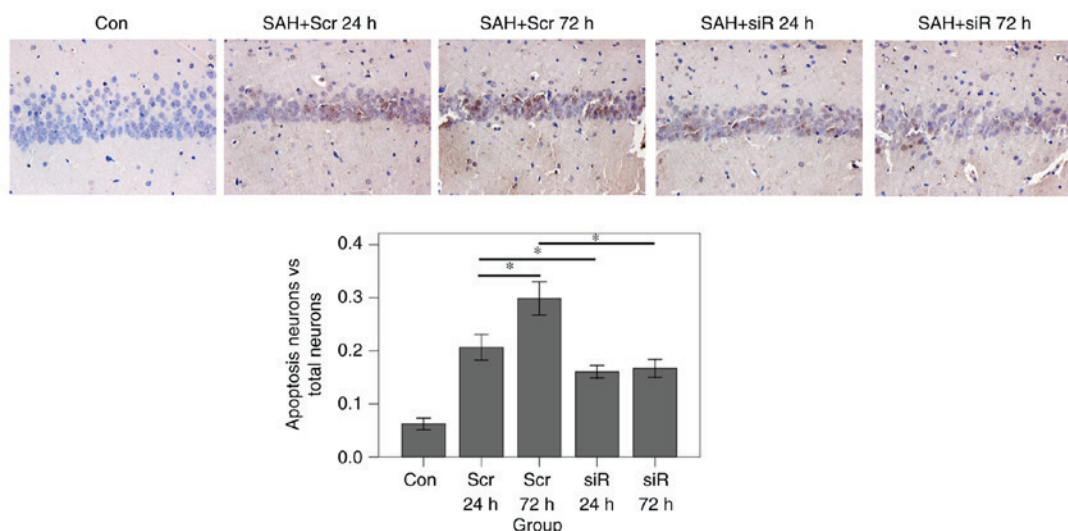 Con
SAH+Scr 24 h
SAH+Scr 72 h
SAH+siR 24 h
SAH+siR 72 h
Apoptosis neurons vs
total neurons
0.4
0.3
0.2
0.1
0.0
*
*
*
Con
Scr
24 h
Scr
72 h
siR
24 h
siR
72 h
Group